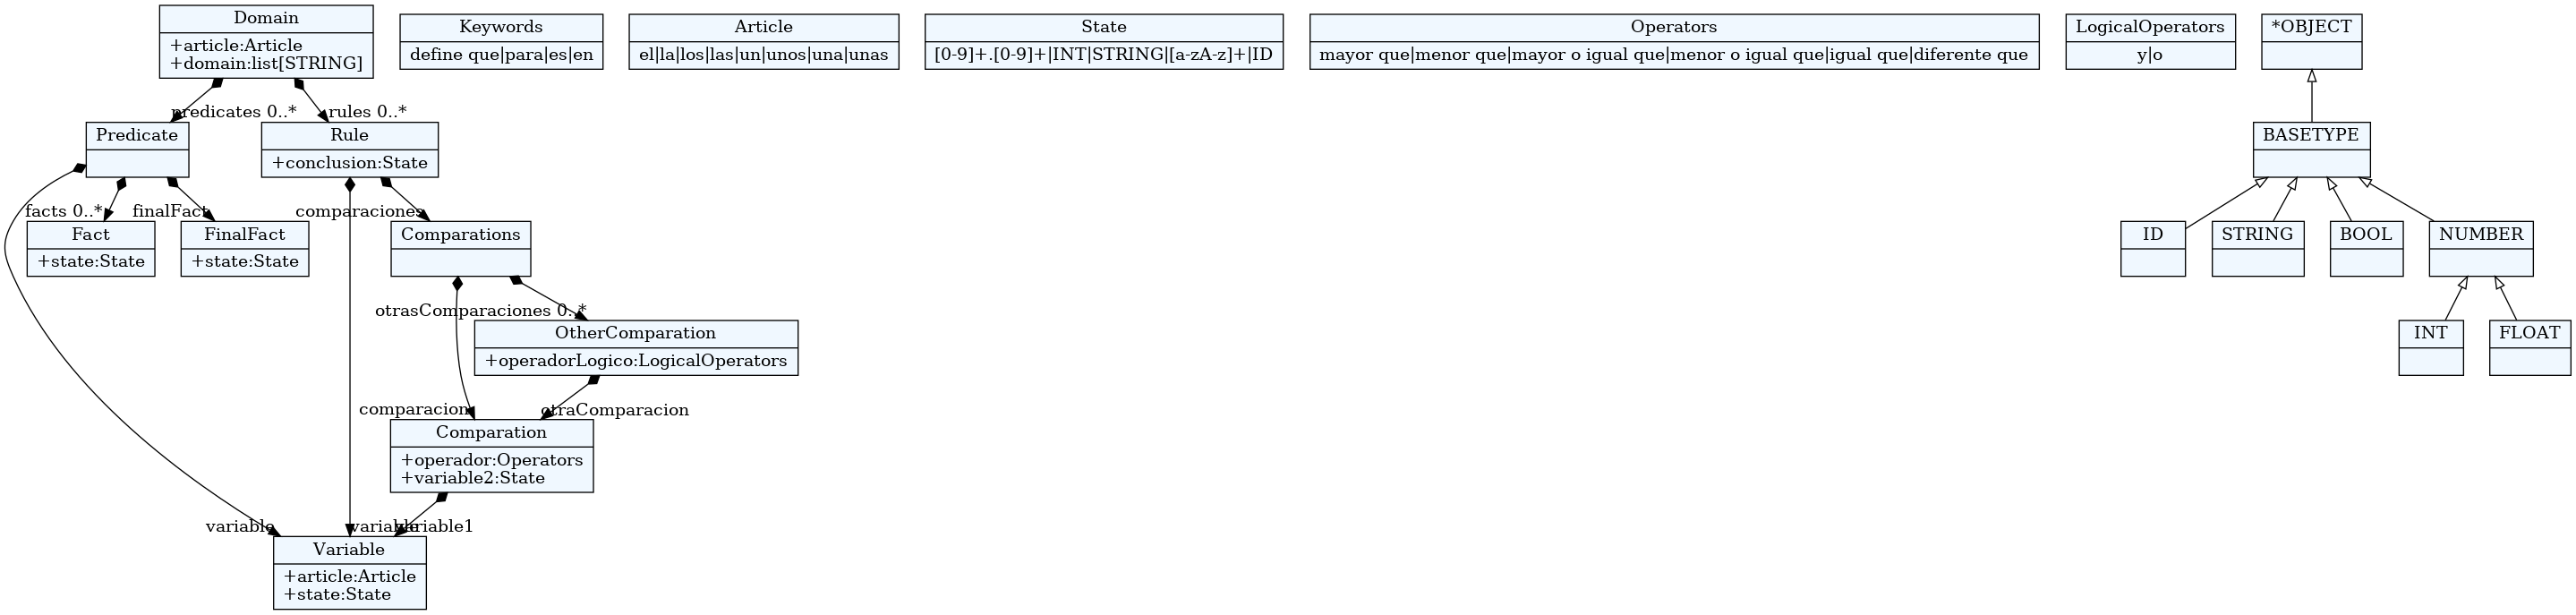 Domain
+article:Article
+domain:list[STRING]
Keywords
define que|para|es|en
Article
el|la|los|las|un|unos|una|unas
State
[0-9]+.[0-9]+|INT|STRING|[a-zA-z]+|ID
Operators
mayor que|menor que|mayor o igual que|menor o igual que|igual que|diferente que
LogicalOperators
y|o
*OBJECT
predicates 0..*
rules 0..*
Predicate
Rule
+conclusion:State
BASETYPE
facts 0..*
finalFact
comparaciones
Fact
+state:State
FinalFact
+state:State
Comparations
ID
STRING
BOOL
NUMBER
otrasComparaciones 0..*
OtherComparation
+operadorLogico:LogicalOperators
INT
FLOAT
comparacion
otraComparacion
Comparation
+operador:Operators
+variable2:State
variable
variable
variable1
Variable
+article:Article
+state:State